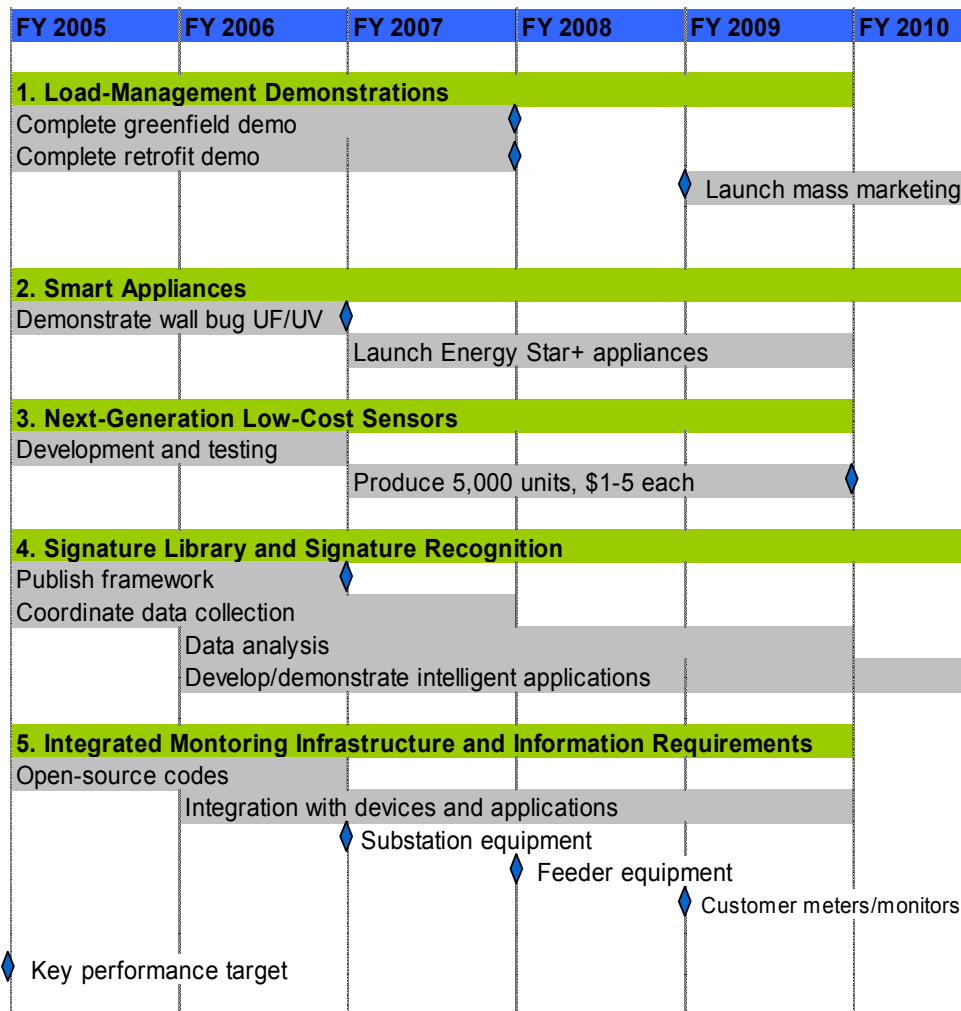 FY 2005 FY 2006 FY 2007 FY 2008 FY 2009 FY 2010
1. Load-Management Demonstrations
Complete greenfield demo
Complete retrofit demo
Launch mass marketing
2. Smart Appliances
Demonstrate wall bug UF/UV
Launch Energy Star+ appliances
3. Next-Generation Low-Cost Sensors
Development and testing
Produce 5,000 units, $1-5 each
4. Signature Library and Signature Recognition
Publish framework
Coordinate data collection
Data analysis
Develop/demonstrate intelligent applications
5. Integrated Montoring Infrastructure and Information Requirements
Open-source codes
Integration with devices and applications
Substation equipment
Feeder equipment
Customer meters/monitors
Key performance target